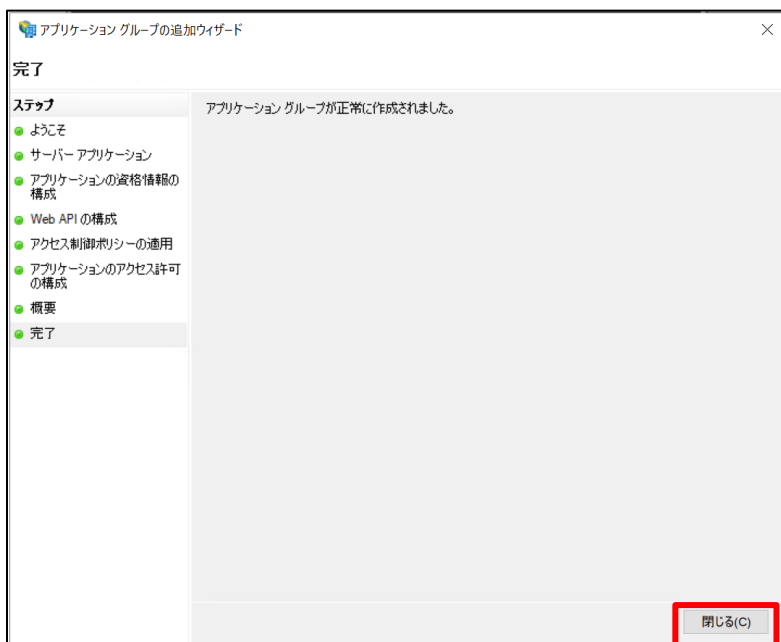 アプリケーション グループの追加ウィザード
完了
ステップ
ようこそ
サーバー アプリケーション
アプリケーションの資格情報の
構成
Web API の構成
アクセス制御ポリシーの適用
アプリケーションのアクセス許可
の構成
概要
完了
アプリケーション グループが正常に作成されました。
閉じる(C)